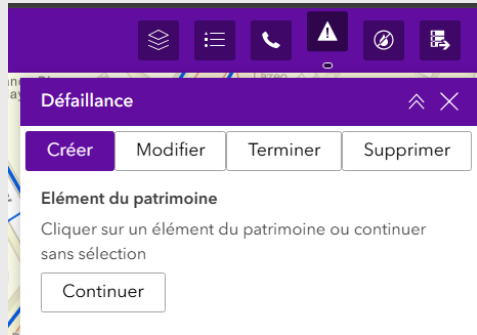 Défaillance
Créer Modifier Terminer Supprimer
Elément du patrimoine
Cliquer sur un élément du patrimoine ou continuer
sans sélection
Continuer